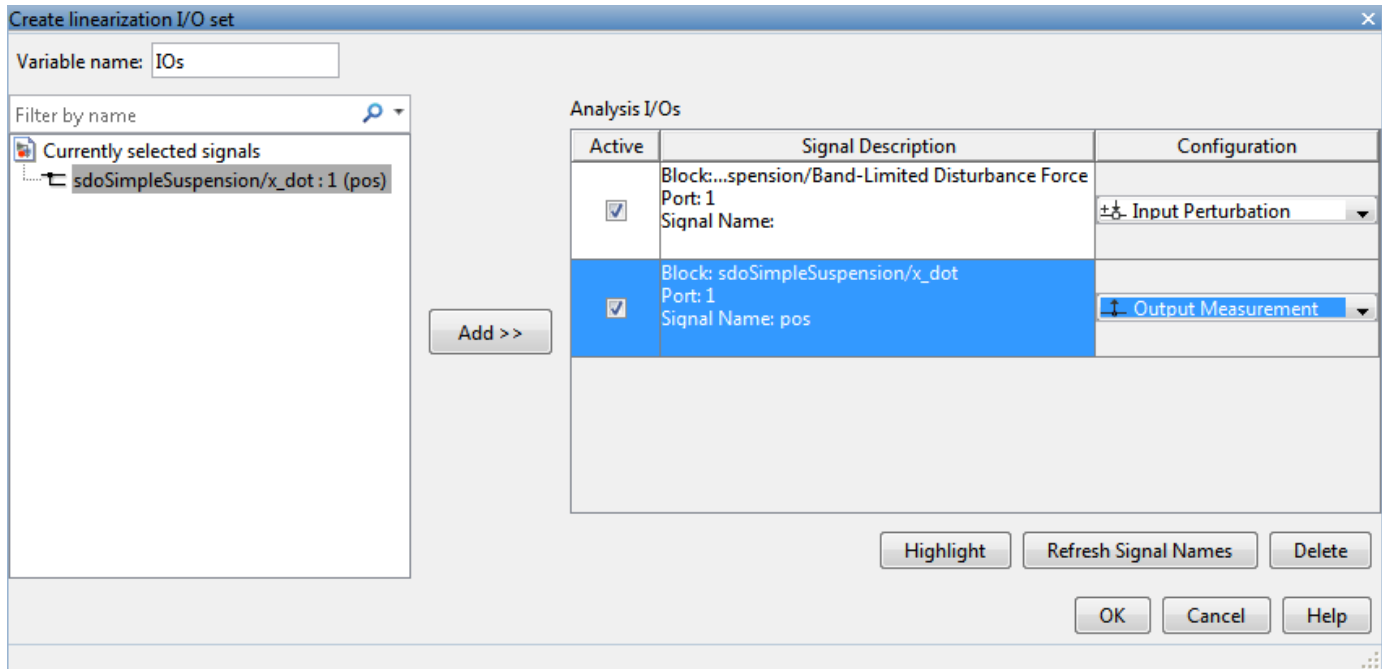 Create linearization I/O set
Variable name: IOs
Filter by name
Currently selected signals
sdoSimpleSuspension/x_dot : 1 (pos)
Add >>
Analysis I/Os
Active Signal Description Configuration
Block:...spension/Band-Limited Disturbance Force
Port: 1
Signal Name:
Input Perturbation
Block: sdoSimpleSuspension/x_dot
Port: 1
Signal Name: pos
Output Measurement
Highlight Refresh Signal Names Delete
OK Cancel Help